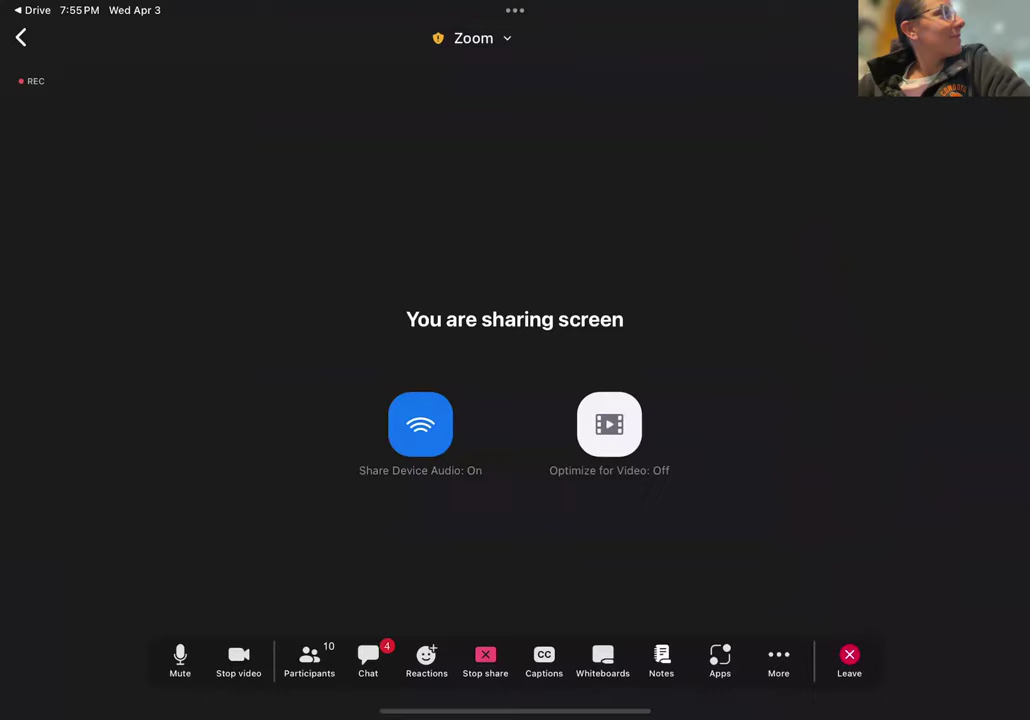 ◀ Drive 7:55 PM Wed Apr 3
Zoom
REC
You are sharing screen
Share Device Audio: On
Optimize for Video: Off
10
4
CC
Mute
Stop video
Participants
Chat
Reactions
Stop share
Captions
Whiteboards
Notes
Apps
More
Leave